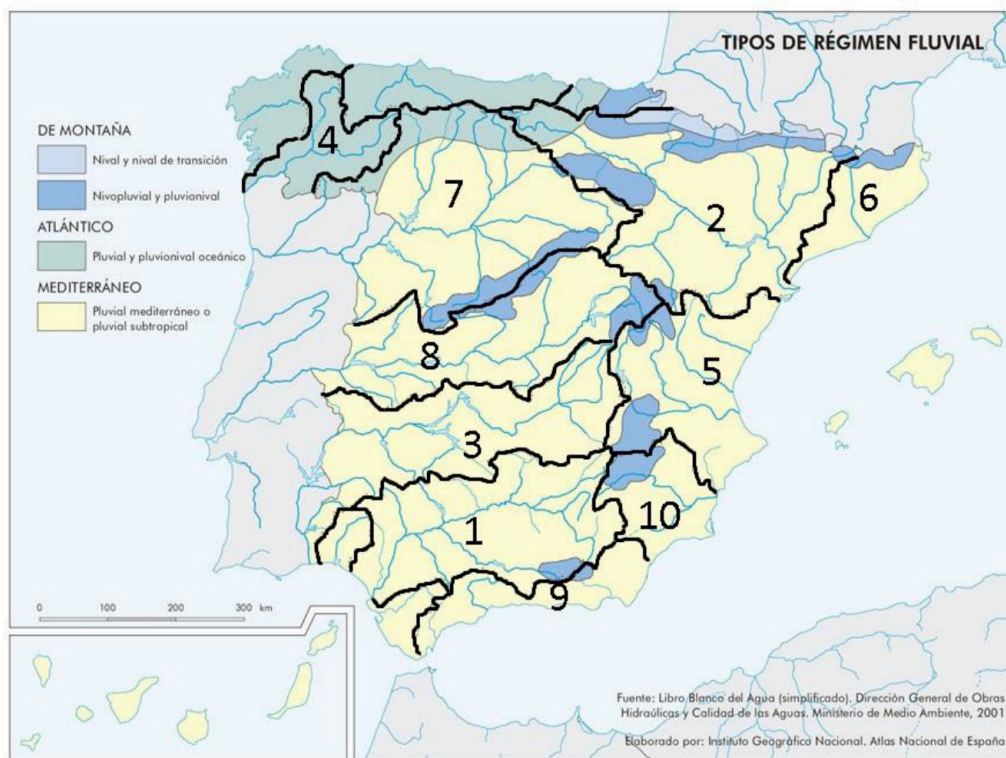 TIPOS DE RÉGIMEN FLUVIAL
DE MONTAÑA
Nival y nival de transición
Nivopluvial y pluvionival
ATLÁNTICO
Pluvial y pluvionival oceánico
MEDITERRÁNEO
Pluvial mediterráneo o
pluvial subtropical
4
7
2
6
8
5
3
10
1
9
0 100 200 300 km
Fuente: Libro Blanco del Agua (simplificado). Dirección General de Obras
Hidraúlicas y Calidad de las Aguas. Ministerio de Medio Ambiente, 2001
Elaborado por: Instituto Geográfico Nacional. Atlas Nacional de España